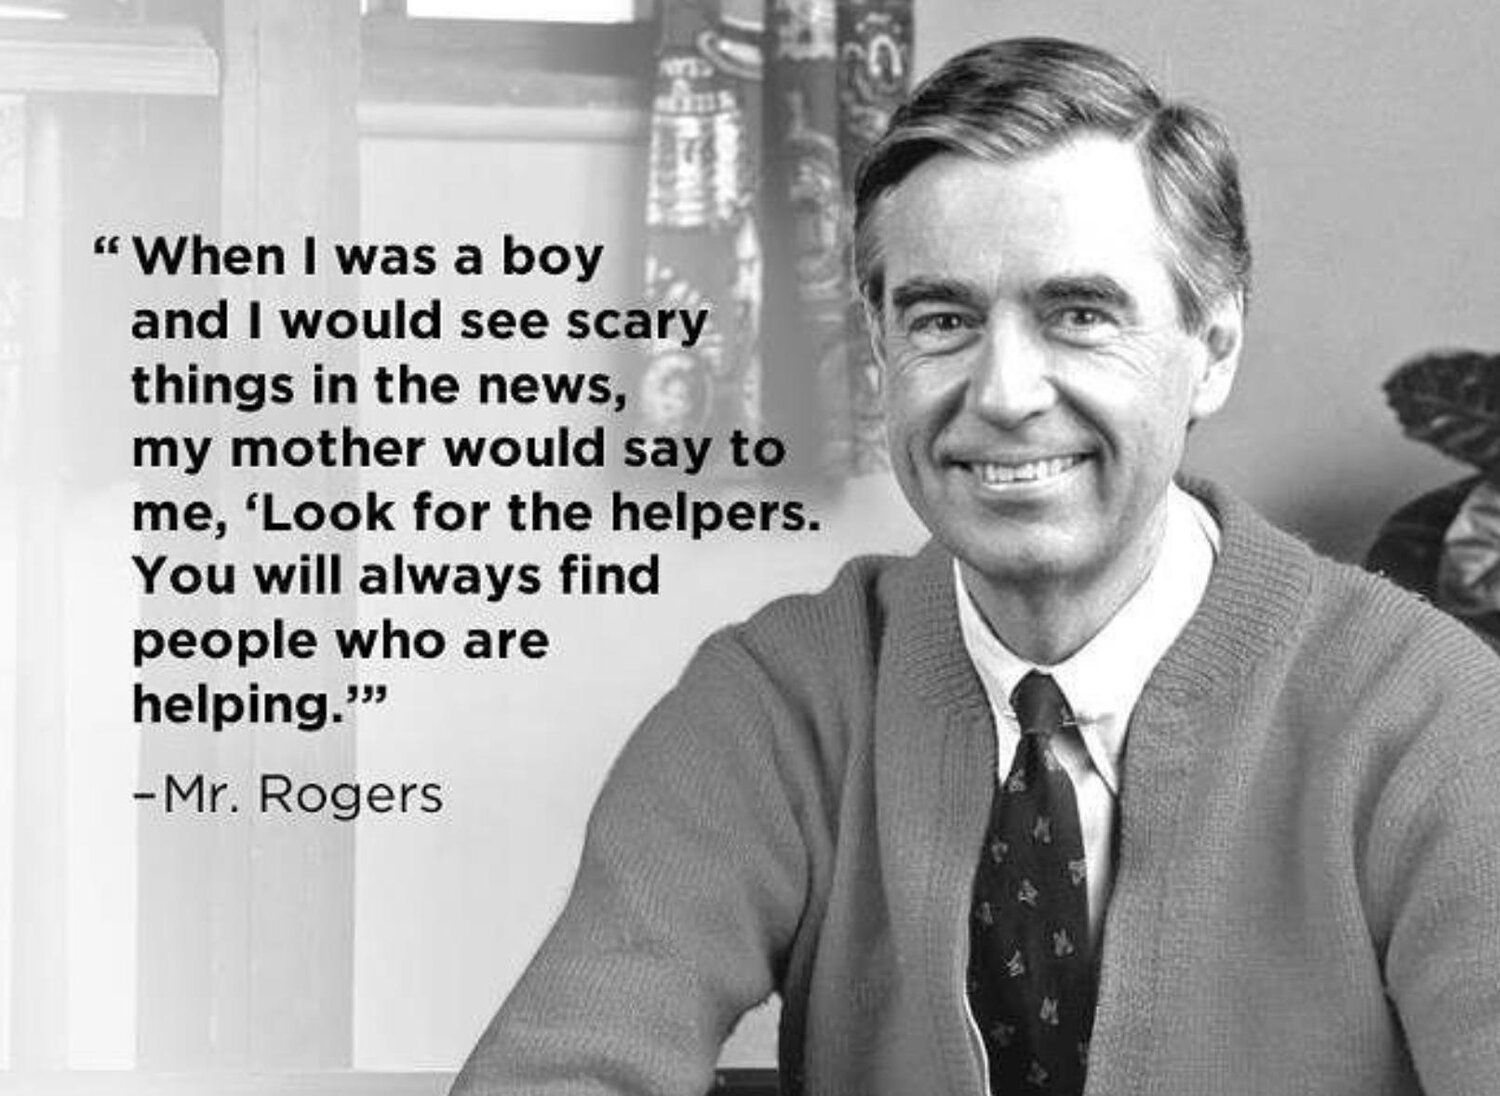 “When I was a boy
and I would see scary
things in the news,
my mother would say to
me, ‘Look for the helpers.
You will always find
people who are
helping.’”
–Mr. Rogers